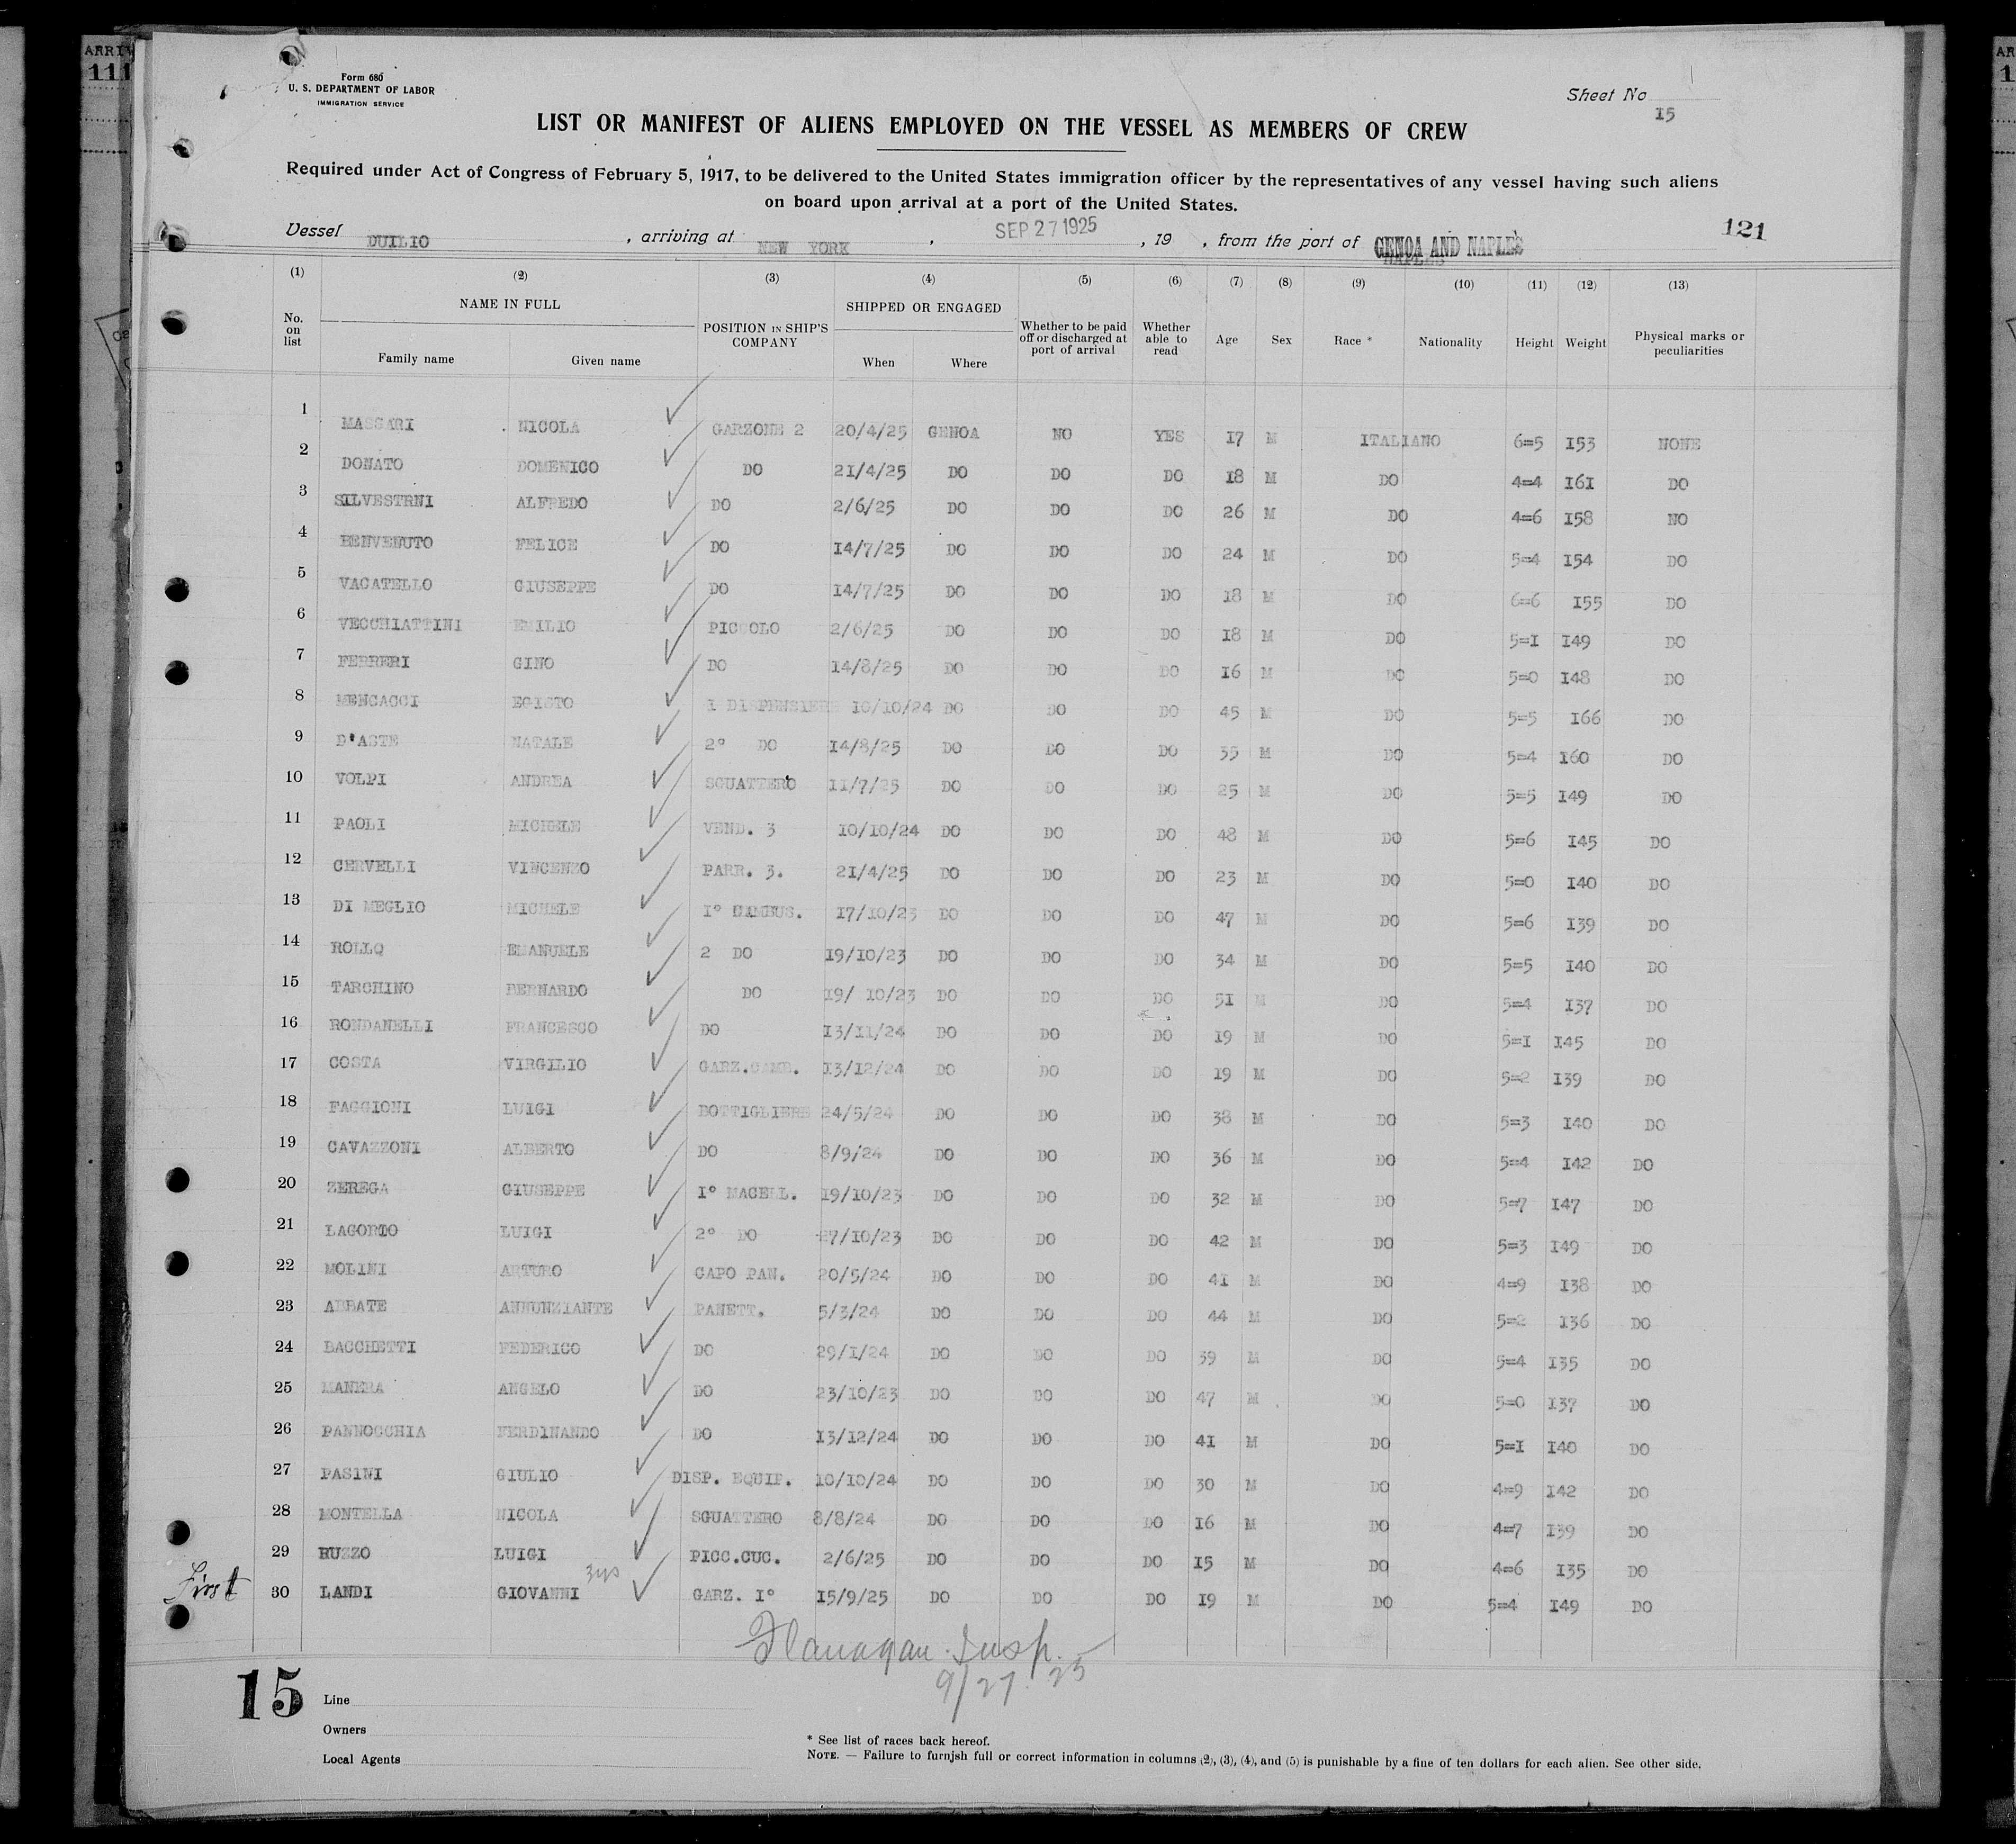 ARRIV
111
Form 680
U. S. DEPARTMENT OF LABOR
IMMIGRATION SERVICE
Sheet No 15
LIST OR MANIFEST OF ALIENS EMPLOYED ON THE VESSEL AS MEMBERS OF CREW
Required under Act of Congress of February 5, 1917, to be delivered to the United States immigration officer by the representatives of any vessel having such aliens
on board upon arrival at a port of the United States.
Vessel DUILIO , arriving at NEW YORK , SEP 27 1925 , 19 , from the port of GENOA AND NAPLES 121
(1) (2) (3) (4) (5) (6) (7) (8) (9) (10) (11) (12) (13)
No. on list NAME IN FULL Family name Given name POSITION IN SHIP'S COMPANY SHIPPED OR ENGAGED When Where Whether to be paid off or discharged at port of arrival Whether able to read Age Sex Race * Nationality Height Weight Physical marks or peculiarities
1 MASSARI NICOLA GARZONE 2 20/4/25 GENOA NO YES 17 M ITALIANO 6=5 153 NONE
2 DONATO DOMENICO DO 21/4/25 DO DO DO 18 M DO 4=4 161 DO
3 SILVESTRNI ALFREDO DO 2/6/25 DO DO DO 26 M DO 4=6 158 NO
4 BENVENUTO FELICE DO 14/7/25 DO DO DO 24 M DO 5=4 154 DO
5 VACATELLO GIUSEPPE DO 14/7/25 DO DO DO 18 M DO 6=6 155 DO
6 VECCHIATTINI EMILIO PICCOLO 2/6/25 DO DO DO 18 M DO 5=1 149 DO
7 FERRERI GINO DO 14/8/25 DO DO DO 16 M DO 5=0 148 DO
8 MENCACCI EGISTO I DISPENSIERE 10/10/24 DO DO DO 45 M DO 5=5 166 DO
9 D'ASTE NATALE 2° DO 14/8/25 DO DO DO 35 M DO 5=4 160 DO
10 VOLPI ANDREA SGUATTERO 11/7/25 DO DO DO 25 M DO 5=5 149 DO
11 PAOLI MICHELE VEND. 3 10/10/24 DO DO DO 48 M DO 5=6 145 DO
12 CERVELLI VINCENZO PARR. 3. 21/4/25 DO DO DO 23 M DO 5=0 140 DO
13 DI MEGLIO MICHELE I° CAMBUS. 17/10/23 DO DO DO 47 M DO 5=6 139 DO
14 ROLLO EMANUELE 2 DO 19/10/23 DO DO DO 34 M DO 5=5 140 DO
15 TARCHINO BERNARDO DO 19/ 10/23 DO DO DO 51 M DO 5=4 137 DO
16 RONDANELLI FRANCESCO DO 13/11/24 DO DO DO 19 M DO 5=1 145 DO
17 COSTA VIRGILIO GARZ.CAMB. 13/12/24 DO DO DO 19 M DO 5=2 139 DO
18 FAGGIONI LUIGI BOTTIGLIERE 24/5/24 DO DO DO 38 M DO 5=3 140 DO
19 CAVAZZONI ALBERTO DO 8/9/24 DO DO DO 36 M DO 5=4 142 DO
20 ZEREGA GIUSEPPE I° MACELL. 19/10/23 DO DO DO 32 M DO 5=7 147 DO
21 LAGORIO LUIGI 2° DO 27/10/23 DO DO DO 42 M DO 5=3 149 DO
22 MOLINI ARTURO CAPO PAN. 20/5/24 DO DO DO 41 M DO 4=9 138 DO
23 ABBATE ANNUNZIANTE PANETT. 5/3/24 DO DO DO 44 M DO 5=2 136 DO
24 BACCHETTI FEDERICO DO 29/1/24 DO DO DO 39 M DO 5=4 135 DO
25 MANERA ANGELO DO 23/10/23 DO DO DO 47 M DO 5=0 137 DO
26 PANNOCCHIA FERDINANDO DO 13/12/24 DO DO DO 41 M DO 5=1 140 DO
27 PASINI GIULIO DISP. EQUIP. 10/10/24 DO DO DO 30 M DO 4=9 142 DO
28 MONTELLA NICOLA SGUATTERO 8/8/24 DO DO DO 16 M DO 4=7 139 DO
29 RUZZO LUIGI PICC.CUC. 2/6/25 DO DO DO 15 M DO 4=6 135 DO
First 30 LANDI GIOVANNI GARZ. I° 15/9/25 DO DO DO 19 M DO 5=4 149 DO
Flanagan Insp.
9/27 25
15
Line
Owners
Local Agents
* See list of races back hereof.
NOTE. — Failure to furnish full or correct information in columns (2), (3), (4), and (5) is punishable by a fine of ten dollars for each alien. See other side.